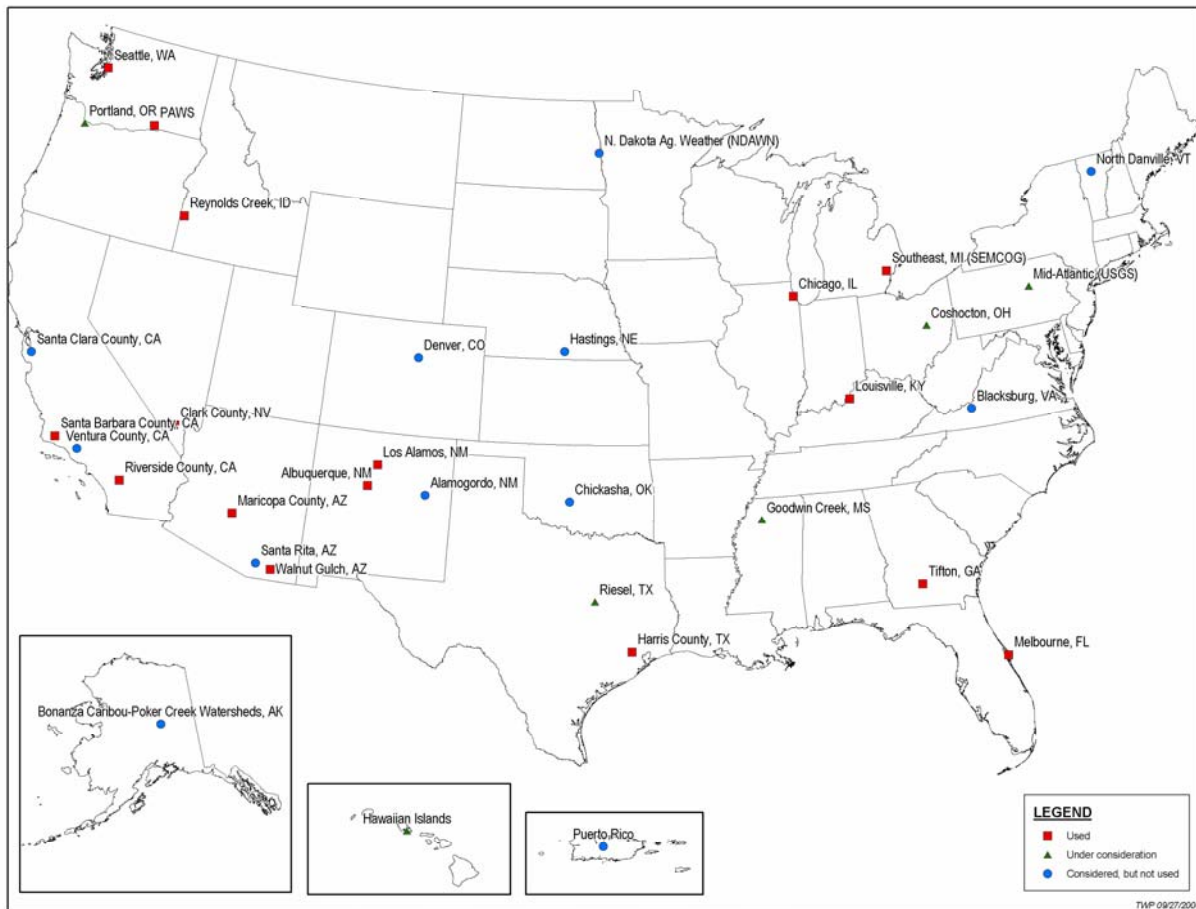 Seattle, WA
Portland, OR
PAWS
N. Dakota Ag. Weather (NDAWN)
North Danville, VT
Reynolds Creek, ID
Southeast, MI (SEMCOG)
Mid-Atlantic (USGS)
Chicago, IL
Coshocton, OH
Santa Clara County, CA
Denver, CO
Hastings, NE
Louisville, KY
Blacksburg, VA
Clark County, NV
Santa Barbara County, CA
Ventura County, CA
Riverside County, CA
Los Alamos, NM
Albuquerque, NM
Alamogordo, NM
Chickasha, OK
Maricopa County, AZ
Goodwin Creek, MS
Santa Rita, AZ
Walnut Gulch, AZ
Tifton, GA
Riesel, TX
Harris County, TX
Melbourne, FL
Bonanza Caribou-Poker Creek Watersheds, AK
Hawaiian Islands
Puerto Rico
LEGEND
Used
Under consideration
Considered, but not used
TWP 09/27/200